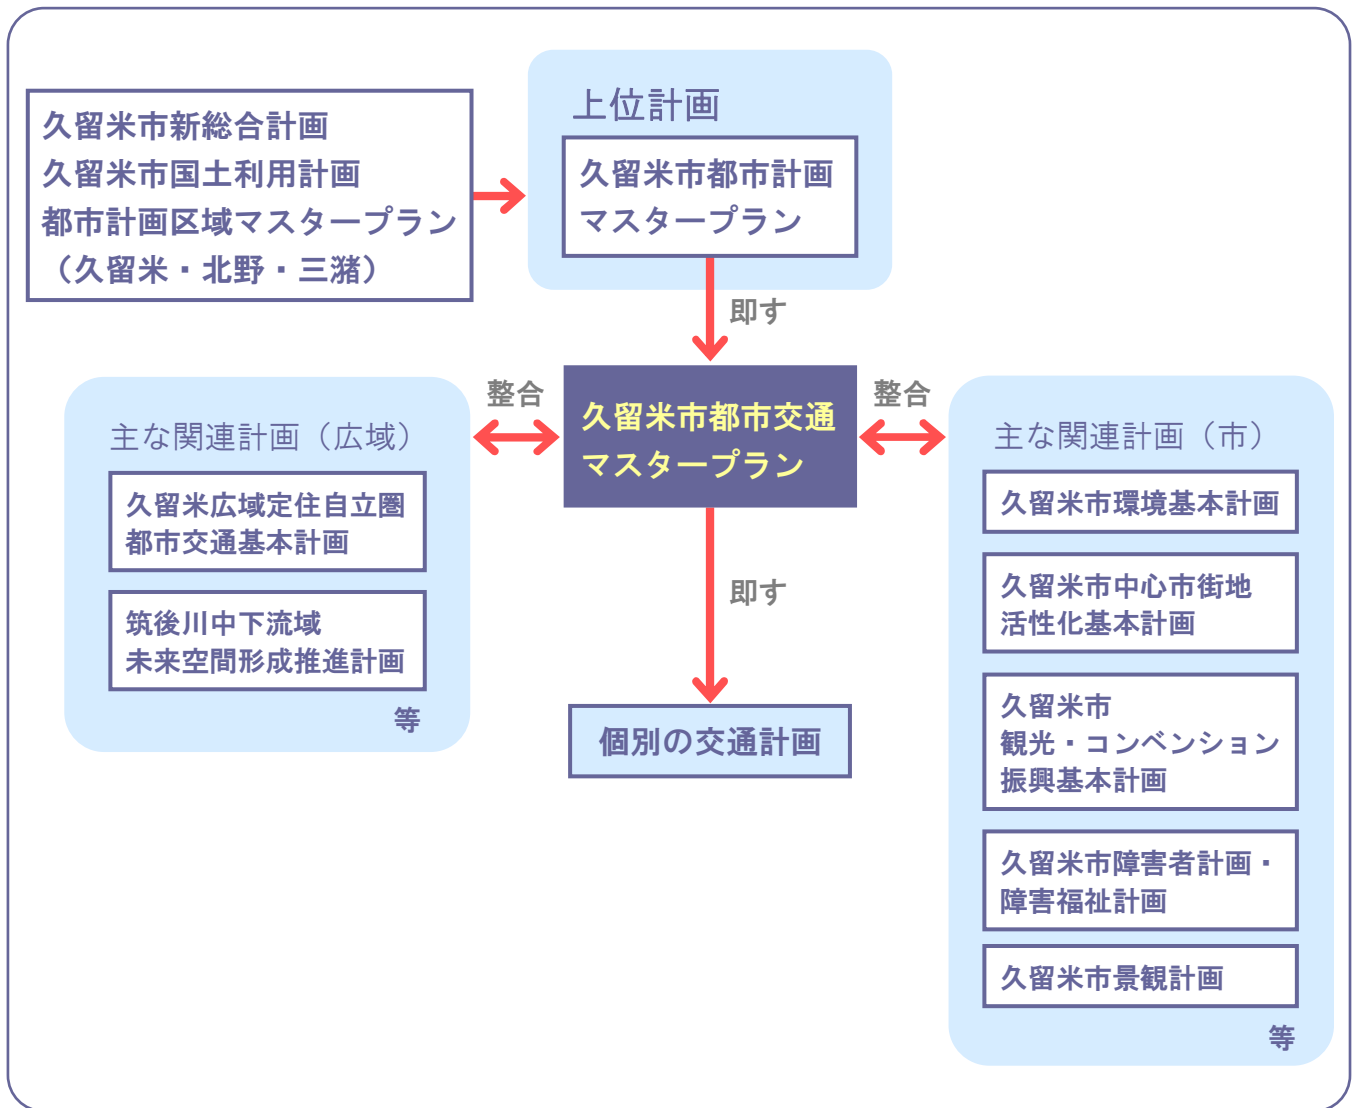 久留米市新総合計画
久留米市国土利用計画
都市計画区域マスタープラン
（久留米・北野・三潴）
上位計画
久留米市都市計画
マスタープラン
即す
整合
久留米市都市交通
マスタープラン
整合
主な関連計画（広域）
久留米広域定住自立圏
都市交通基本計画
筑後川中下流域
未来空間形成推進計画
等
即す
個別の交通計画
主な関連計画（市）
久留米市環境基本計画
久留米市中心市街地
活性化基本計画
久留米市
観光・コンベンション
振興基本計画
久留米市障害者計画・
障害福祉計画
久留米市景観計画
等